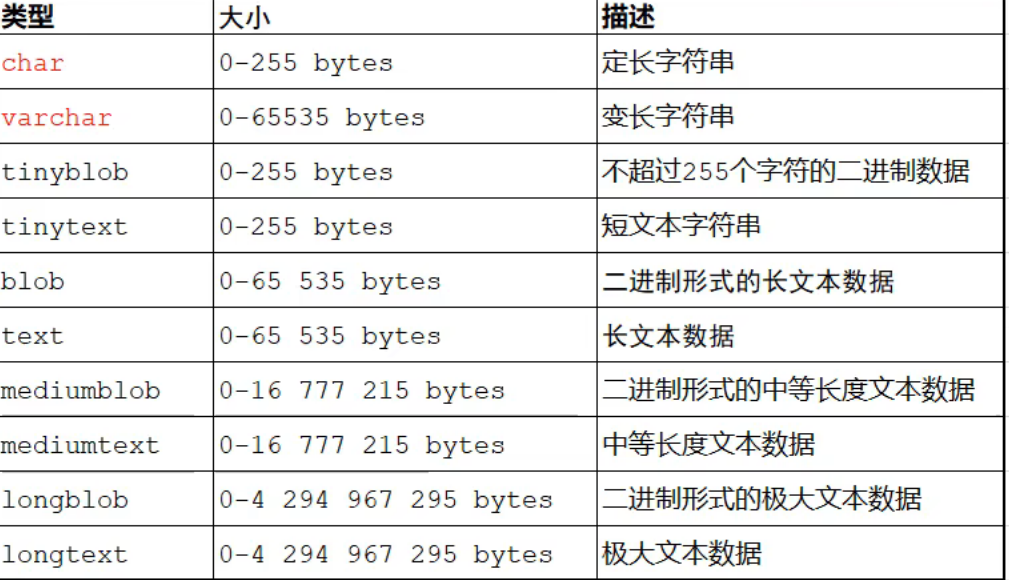 类型 大小 描述
char 0-255 bytes 定长字符串
varchar 0-65535 bytes 变长字符串
tinyblob 0-255 bytes 不超过255个字符的二进制数据
tinytext 0-255 bytes 短文本字符串
blob 0-65 535 bytes 二进制形式的长文本数据
text 0-65 535 bytes 长文本数据
mediumblob 0-16 777 215 bytes 二进制形式的中等长度文本数据
mediumtext 0-16 777 215 bytes 中等长度文本数据
longblob 0-4 294 967 295 bytes 二进制形式的极大文本数据
longtext 0-4 294 967 295 bytes 极大文本数据